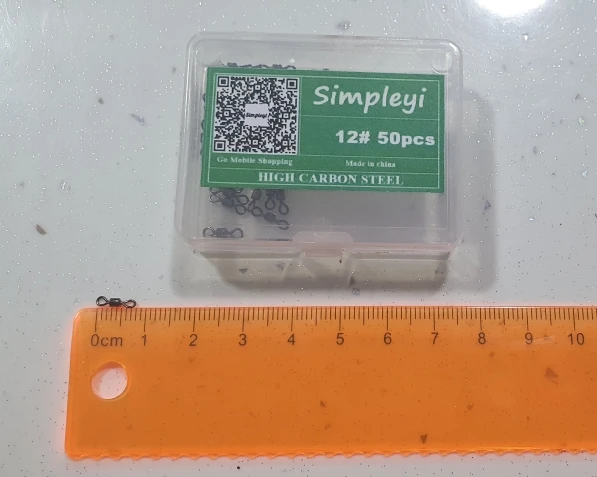 Simpleyi
Simpleyi
12# 50pcs
Go Mobile Shopping
Made in china
HIGH CARBON STEEL
0cm 1 2 3 4 5 6 7 8 9 10